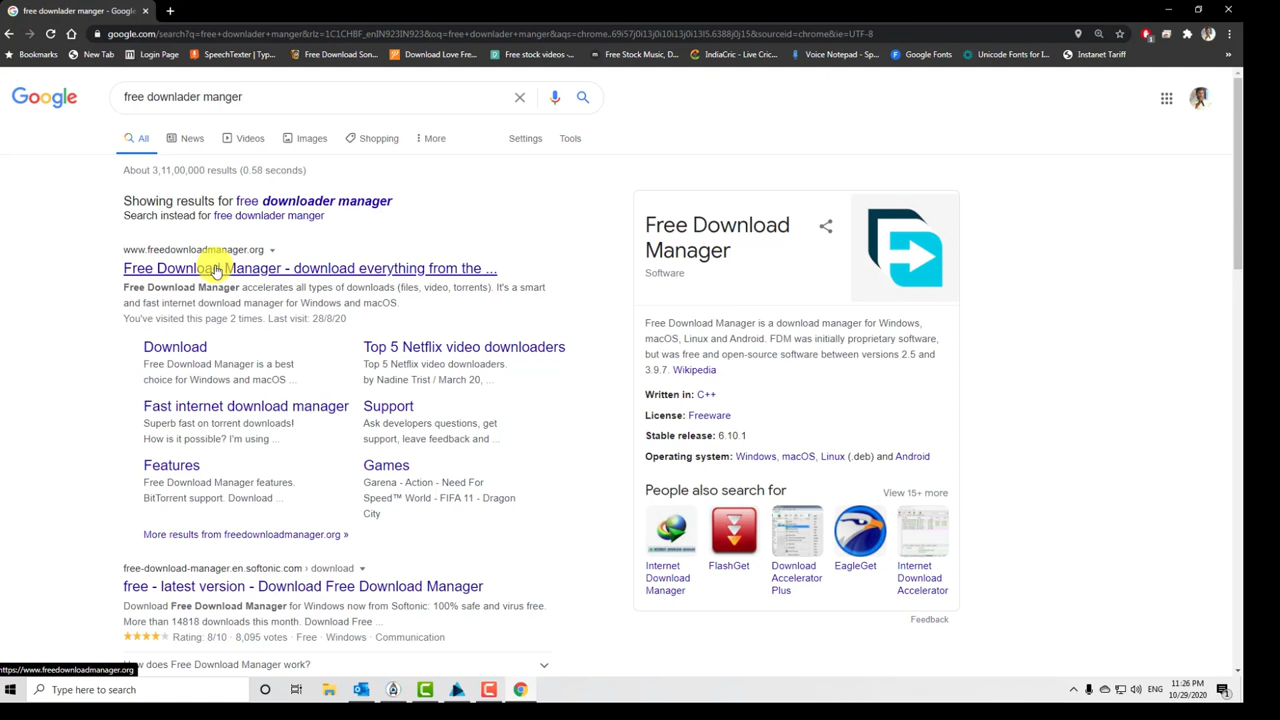 free downlader manger - Google
google.com/search?q=free+downlader+manger&rlz=1C1CHBF_enIN923IN923&oq=free+downlader+manger&aqs=chrome..69i57j0i13j0i10i13j0i13l5.6388j0j15&sourceid=chrome&ie=UTF-8
Bookmarks New Tab Login Page SpeechTexter | Typ... Free Download Son... Download Love Free... Free stock videos -... Free Stock Music, D... IndiaCric - Live Cric... Voice Notepad - Sp... Google Fonts Unicode Fonts for I... Instanet Tariff
Google free downlader manger
All News Videos Images Shopping More Settings Tools
About 3,11,00,000 results (0.58 seconds)
Showing results for free downloader manager
Search instead for free downlader manger
www.freedownloadmanager.org
Free Download Manager - download everything from the ...
Free Download Manager accelerates all types of downloads (files, video, torrents). It's a smart
and fast internet download manager for Windows and macOS.
You've visited this page 2 times. Last visit: 28/8/20
Download
Free Download Manager is a best
choice for Windows and macOS ...
Top 5 Netflix video downloaders
Top 5 Netflix video downloaders.
by Nadine Trist / March 20, ...
Fast internet download manager
Superb fast on torrent downloads!
How is it possible? I'm using ...
Support
Ask developers questions, get
support, leave feedback and ...
Features
Free Download Manager features.
BitTorrent support. Download ...
Games
Garena - Action - Need For
Speed™ World - FIFA 11 - Dragon
City
More results from freedownloadmanager.org »
free-download-manager.en.softonic.com › download
free - latest version - Download Free Download Manager
Download Free Download Manager for Windows now from Softonic: 100% safe and virus free.
More than 14818 downloads this month. Download Free ...
Rating: 8/10 · 8,095 votes · Free · Windows · Communication
How does Free Download Manager work?
Free Download
Manager
Software
Free Download Manager is a download manager for Windows,
macOS, Linux and Android. FDM was initially proprietary software,
but was free and open-source software between versions 2.5 and
3.9.7. Wikipedia
Written in: C++
License: Freeware
Stable release: 6.10.1
Operating system: Windows, macOS, Linux (.deb) and Android
People also search for View 15+ more
Internet
Download
Manager
FlashGet
Download
Accelerator
Plus
EagleGet
Internet
Download
Accelerator
Feedback
https://www.freedownloadmanager.org
Type here to search
ENG
11:26 PM
10/29/2020